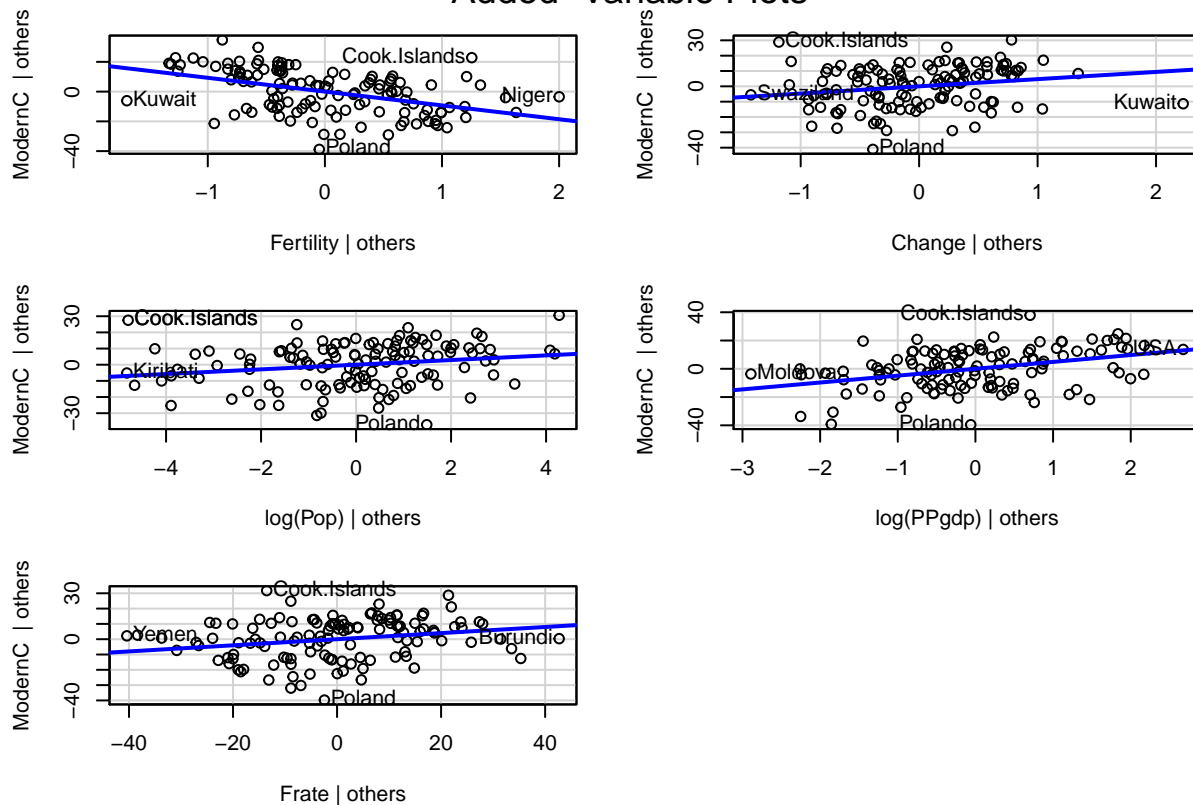 Added−Variable Plots
ModernC | others
0
−40
Cook.Islands
Kuwait
Niger
Poland
−1 0 1 2
Fertility | others
ModernC | others
30
0
−40
Cook.Islands
Swaziland
Kuwait
Poland
−1 0 1 2
Change | others
ModernC | others
30
0
−30
Cook.Islands
Kiribati
Poland
−4 −2 0 2 4
log(Pop) | others
ModernC | others
40
0
−40
Cook.Islands
Moldova
USA
Poland
−3 −2 −1 0 1 2
log(PPgdp) | others
ModernC | others
30
0
−40
Cook.Islands
Yemen
Burundi
Poland
−40 −20 0 20 40
Frate | others